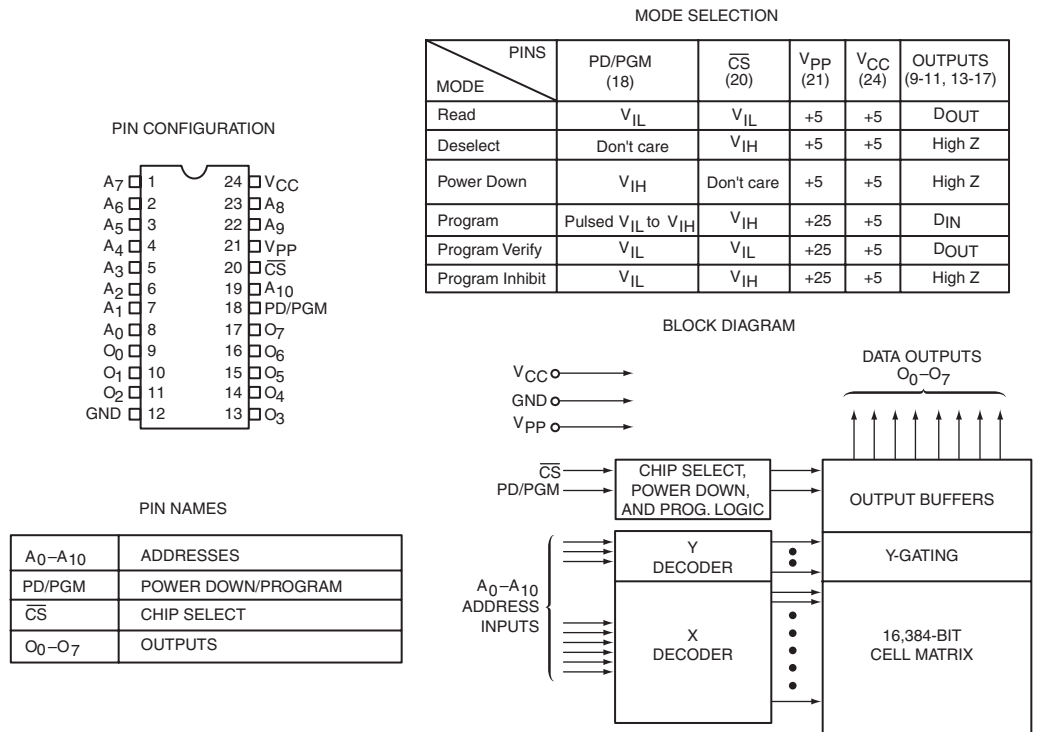 MODE SELECTION
PINS
MODE
PD/PGM
(18)
C̅S̅
(20)
VPP
(21)
VCC
(24)
OUTPUTS
(9-11, 13-17)
Read VIL VIL +5 +5 DOUT
Deselect Don't care VIH +5 +5 High Z
Power Down VIH Don't care +5 +5 High Z
Program Pulsed VIL to VIH VIH +25 +5 DIN
Program Verify VIL VIL +25 +5 DOUT
Program Inhibit VIL VIH +25 +5 High Z
PIN CONFIGURATION
A7 1 24 VCC
A6 2 23 A8
A5 3 22 A9
A4 4 21 VPP
A3 5 20 C̅S̅
A2 6 19 A10
A1 7 18 PD/PGM
A0 8 17 O7
O0 9 16 O6
O1 10 15 O5
O2 11 14 O4
GND 12 13 O3
PIN NAMES
A0–A10 ADDRESSES
PD/PGM POWER DOWN/PROGRAM
C̅S̅ CHIP SELECT
O0–O7 OUTPUTS
BLOCK DIAGRAM
VCC
GND
VPP
DATA OUTPUTS
O0–O7
C̅S̅
PD/PGM
CHIP SELECT,
POWER DOWN,
AND PROG. LOGIC
OUTPUT BUFFERS
A0–A10
ADDRESS
INPUTS
Y
DECODER
Y-GATING
X
DECODER
16,384-BIT
CELL MATRIX